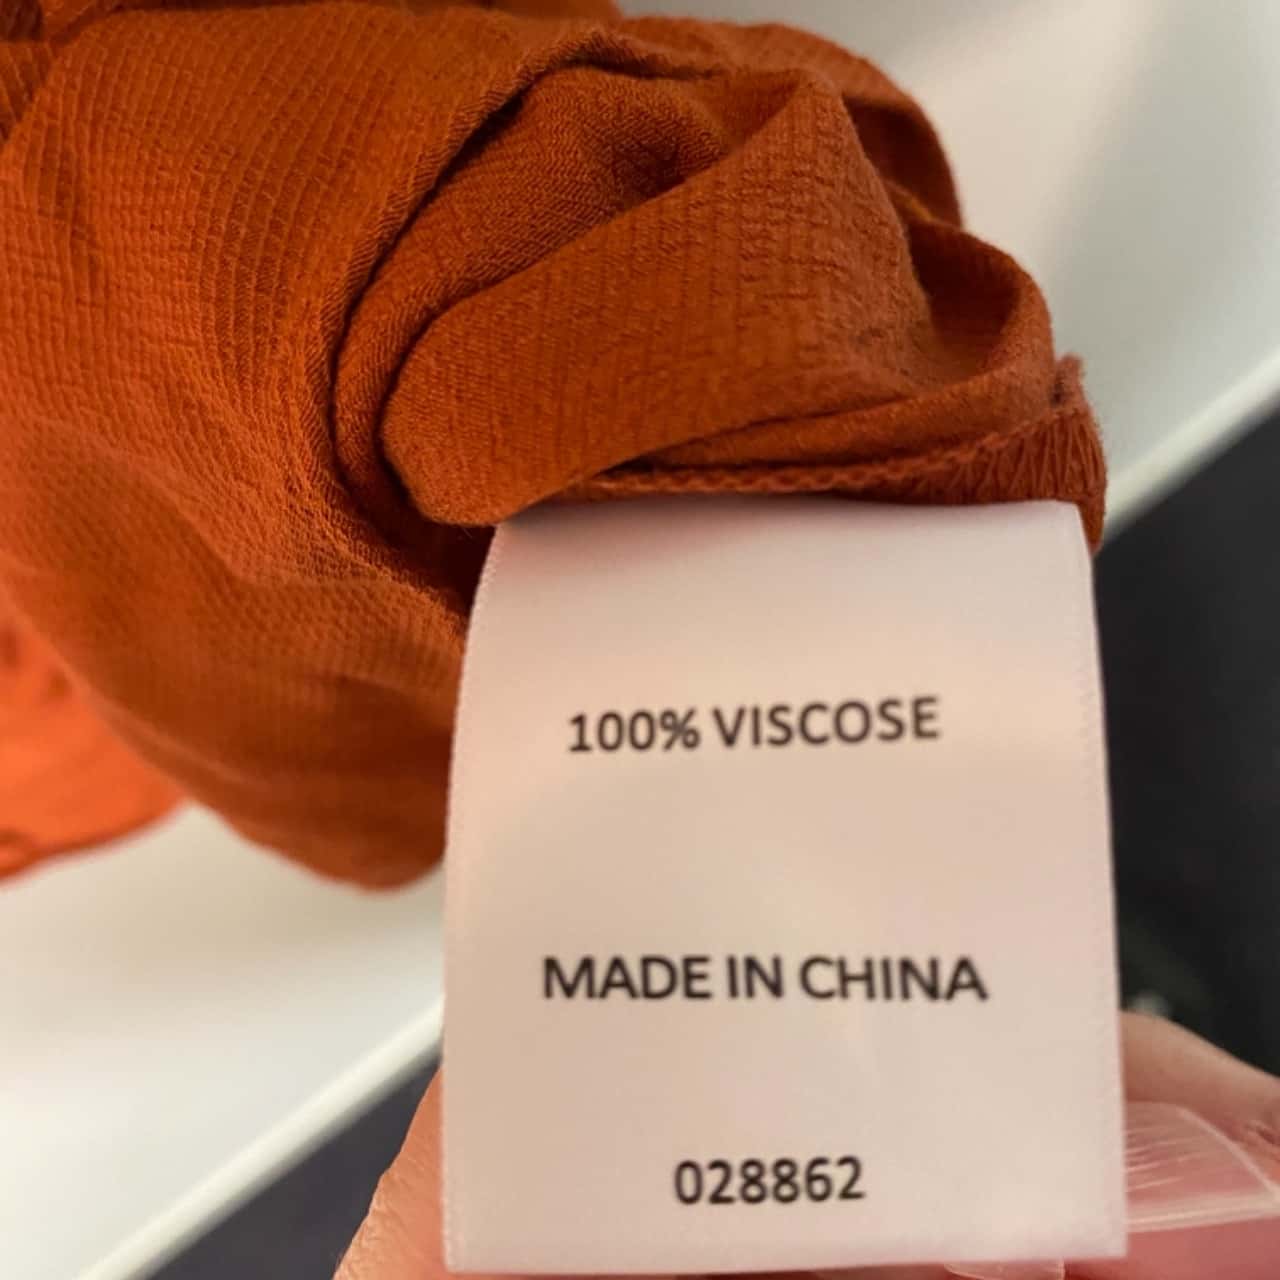 100% VISCOSE
MADE IN CHINA
028862